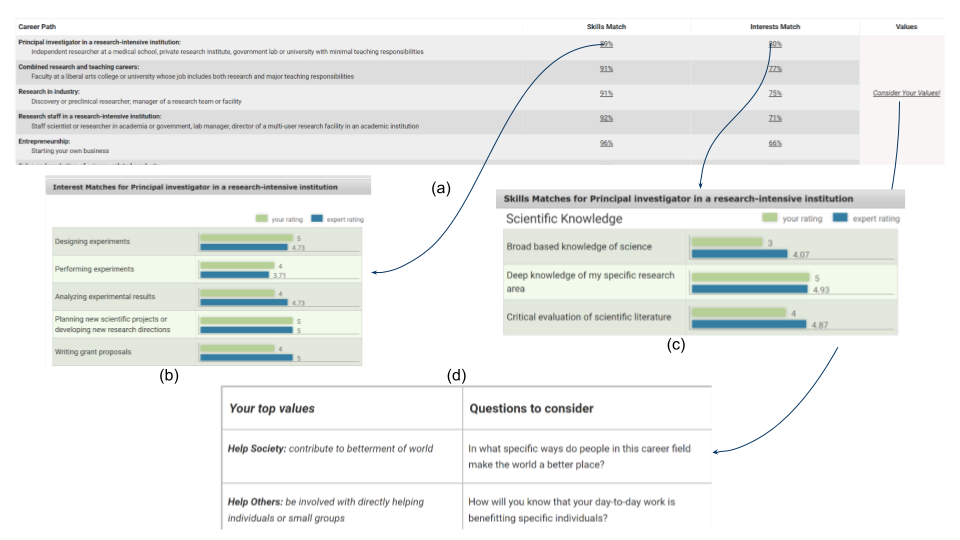 Career Path Skills Match Interests Match Values
Principal investigator in a research-intensive institution:
Independent researcher at a medical school, private research institute, government lab or university with minimal teaching responsibilities
89% 80%
Combined research and teaching careers:
Faculty at a liberal arts college or university whose job includes both research and major teaching responsibilities
91% 77%
Research in industry:
Discovery or preclinical researcher; manager of a research team or facility
91% 75% Consider Your Values!
Research staff in a research-intensive institution:
Staff scientist or researcher in academia or government, lab manager, director of a multi-user research facility in an academic institution
92% 71%
Entrepreneurship:
Starting your own business
96% 66%
(a)
Interest Matches for Principal investigator in a research-intensive institution
your rating expert rating
Designing experiments 5
4.73
Performing experiments 4
3.71
Analyzing experimental results 4
4.73
Planning new scientific projects or 5
developing new research directions 5
Writing grant proposals 4
5
(b)
Skills Matches for Principal investigator in a research-intensive institution
Scientific Knowledge your rating expert rating
Broad based knowledge of science 3
4.07
Deep knowledge of my specific research 5
area 4.93
Critical evaluation of scientific literature 4
4.87
(c)
(d)
Your top values Questions to consider
Help Society: contribute to betterment of world
In what specific ways do people in this career field
make the world a better place?
Help Others: be involved with directly helping
individuals or small groups
How will you know that your day-to-day work is
benefitting specific individuals?